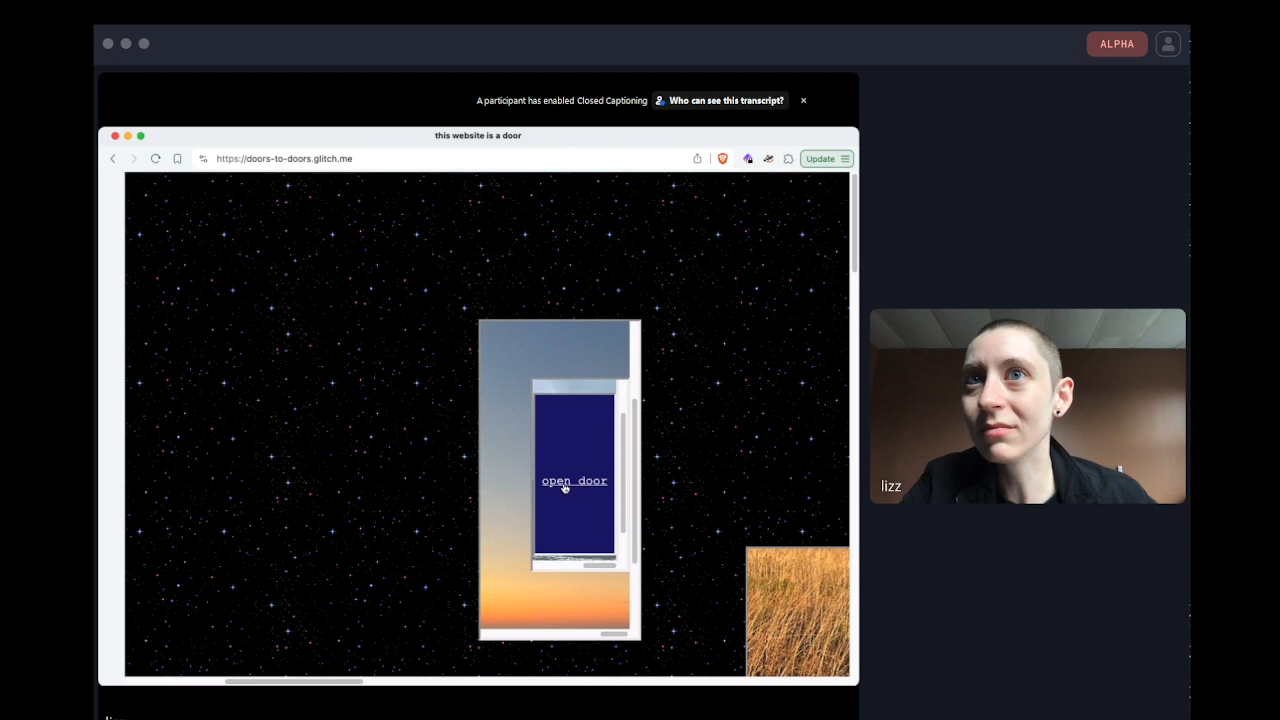 ALPHA
A participant has enabled Closed Captioning Who can see this transcript? ×
this website is a door
https://doors-to-doors.glitch.me
Update
open door
lizz